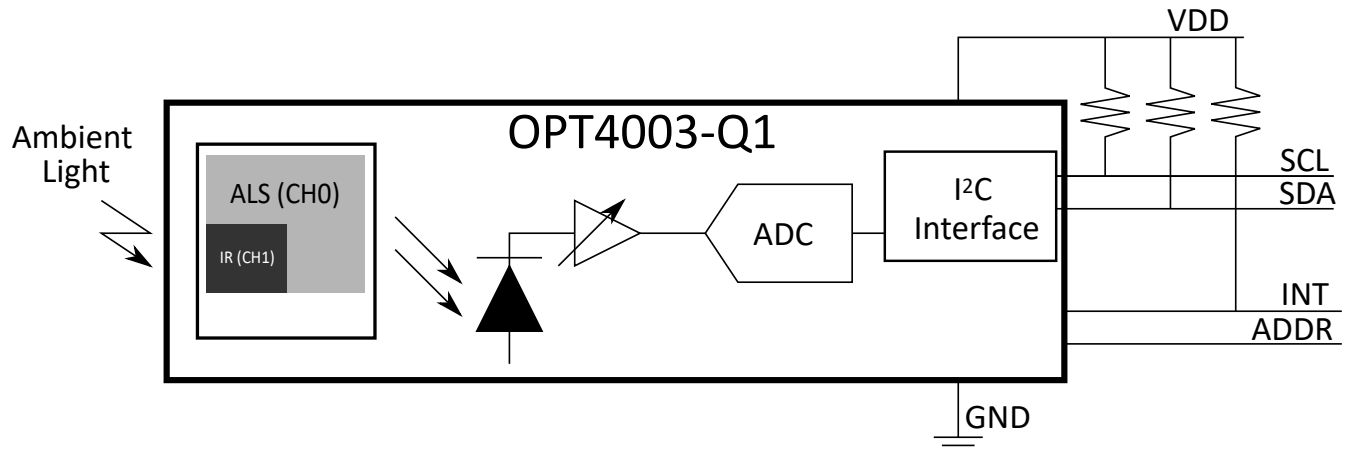 VDD
OPT4003-Q1
Ambient
Light
ALS (CH0)
IR (CH1)
ADC
I²C
Interface
SCL
SDA
INT
ADDR
GND